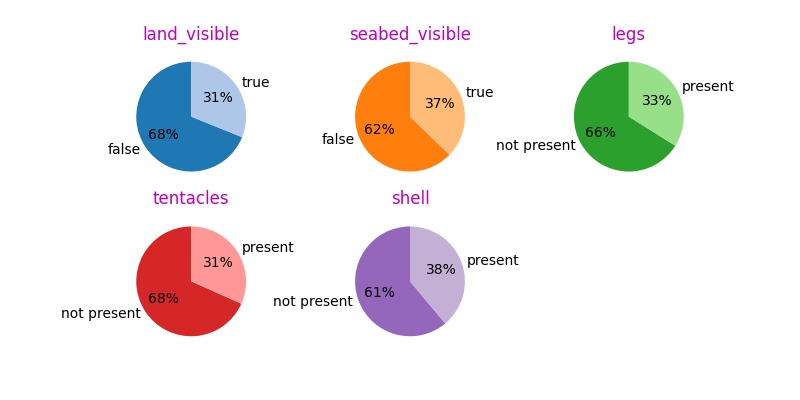 land_visible
seabed_visible
legs
true
31%
68%
false
true
37%
62%
false
present
33%
66%
not present
tentacles
shell
present
31%
68%
not present
present
38%
61%
not present